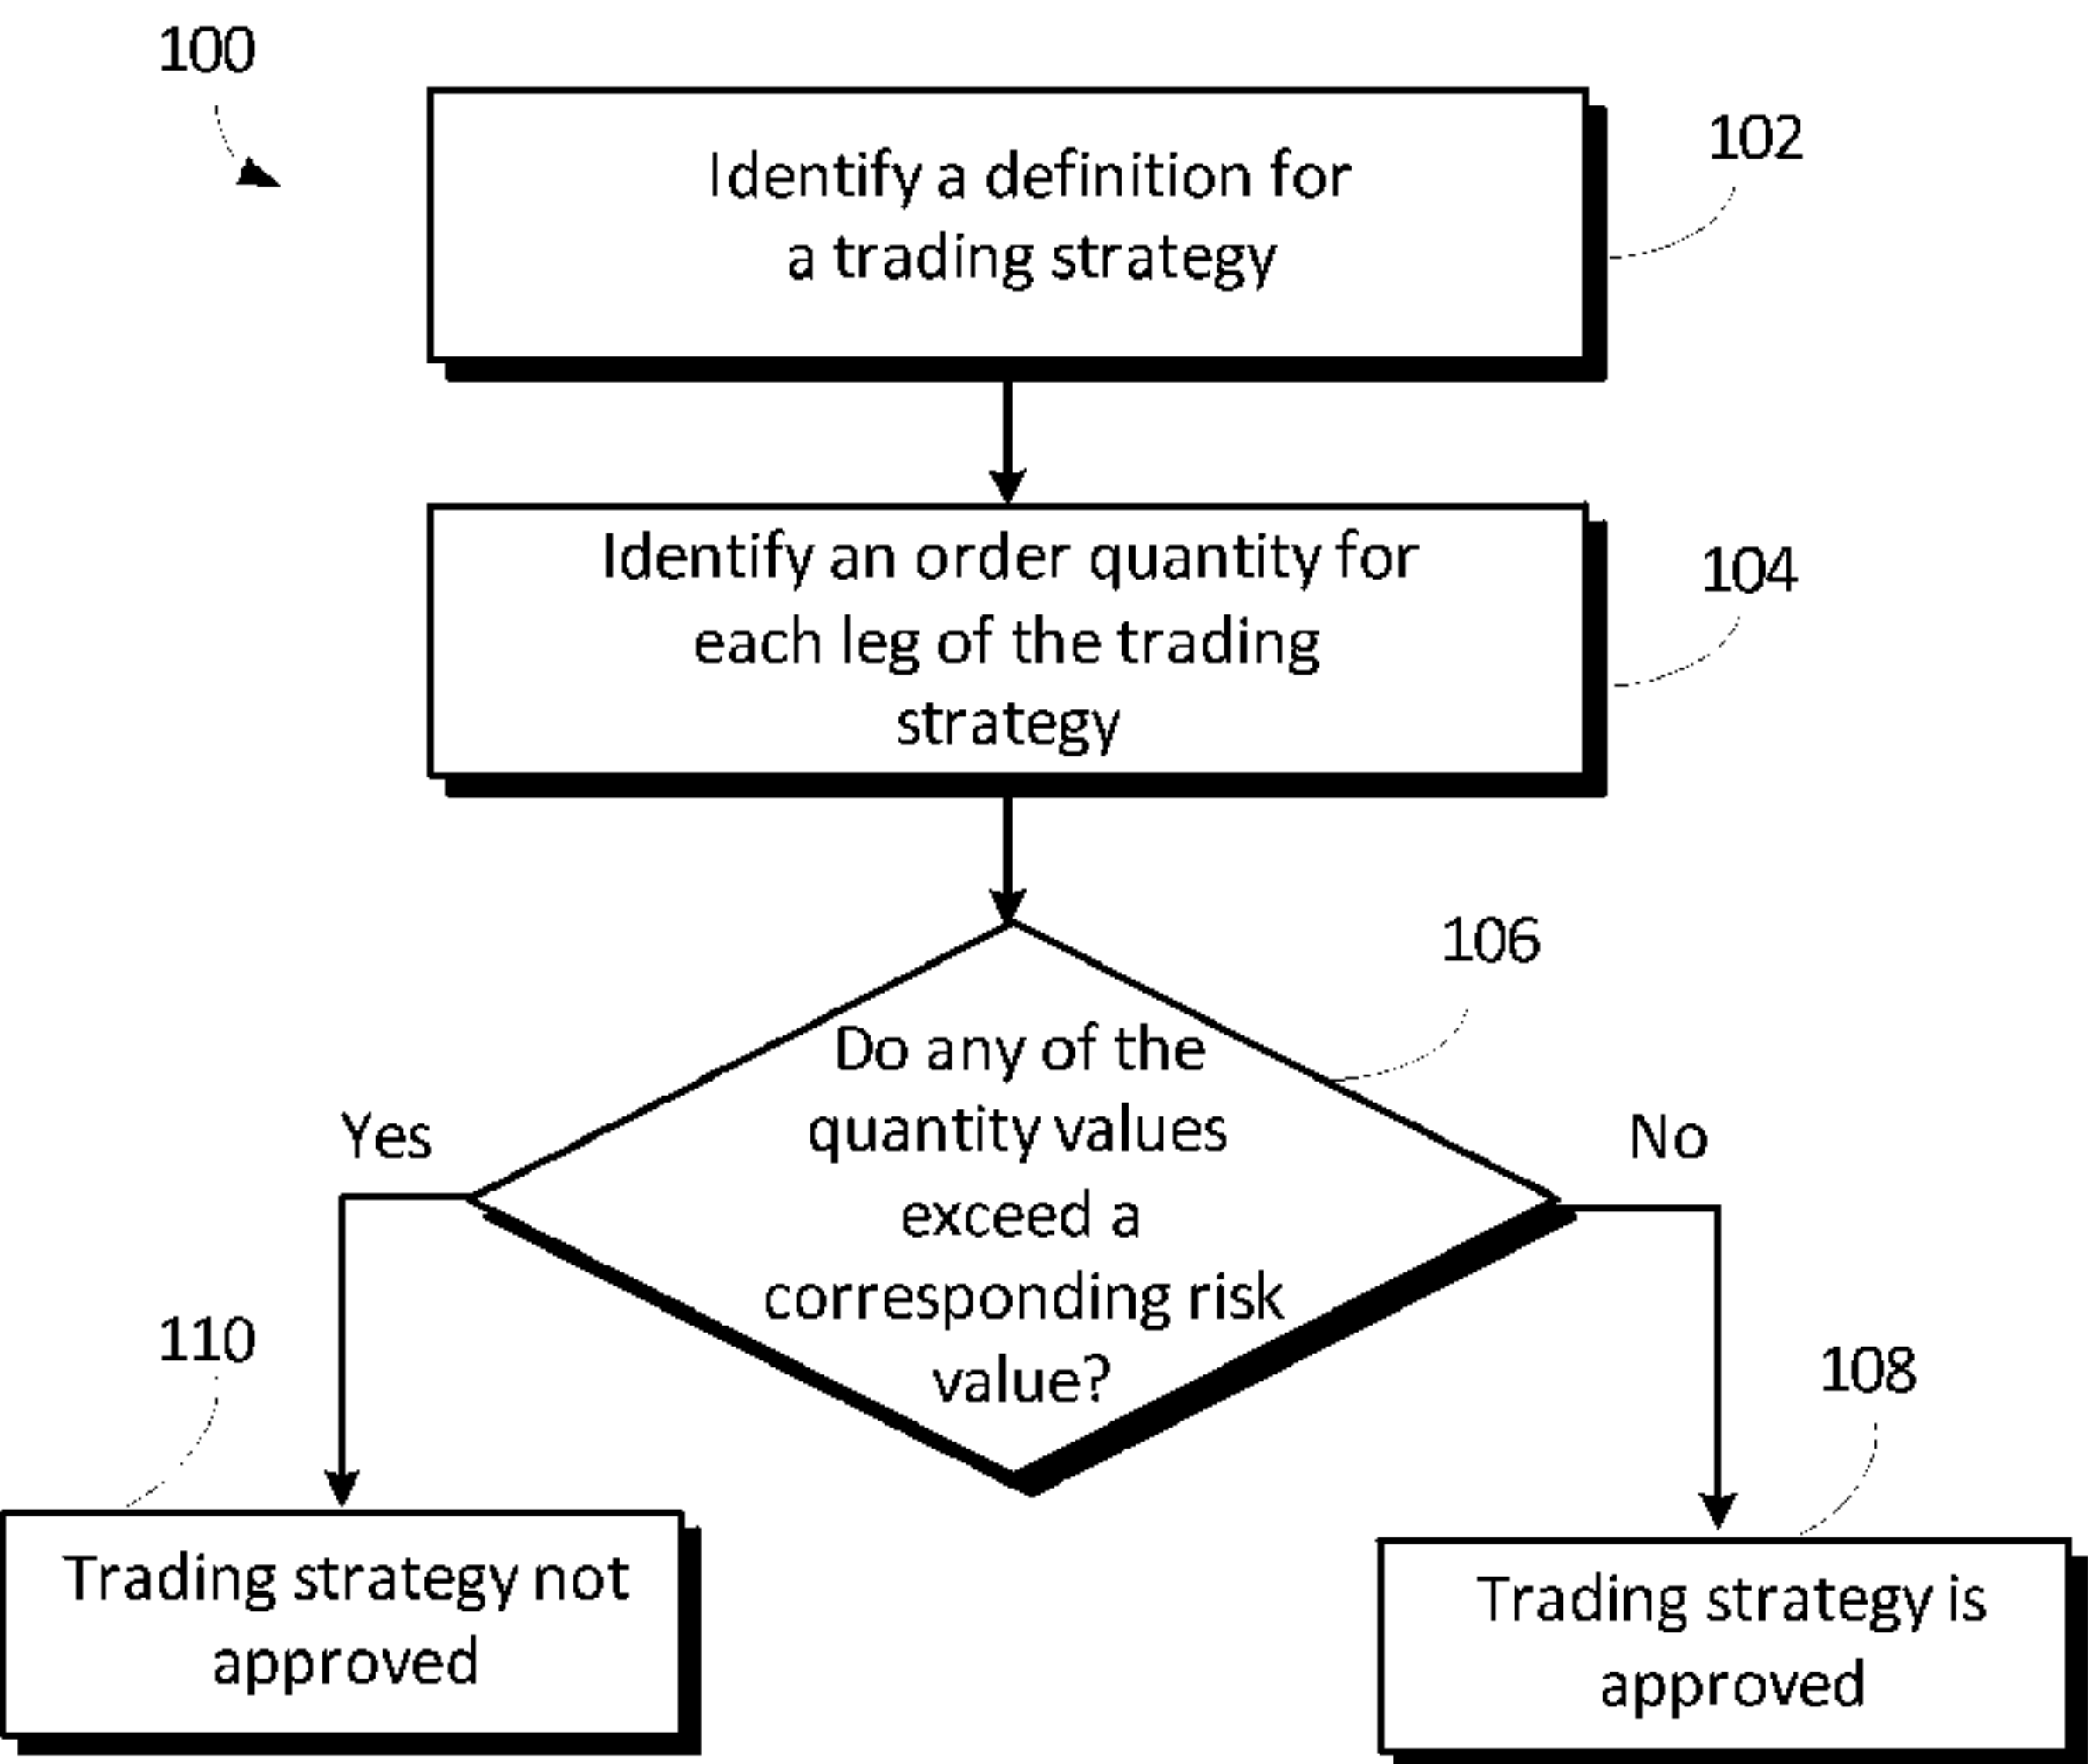 100
Identify a definition for
a trading strategy
102
Identify an order quantity for
each leg of the trading
strategy
104
106
Do any of the
quantity values
exceed a
corresponding risk
value?
Yes
No
110
108
Trading strategy not
approved
Trading strategy is
approved